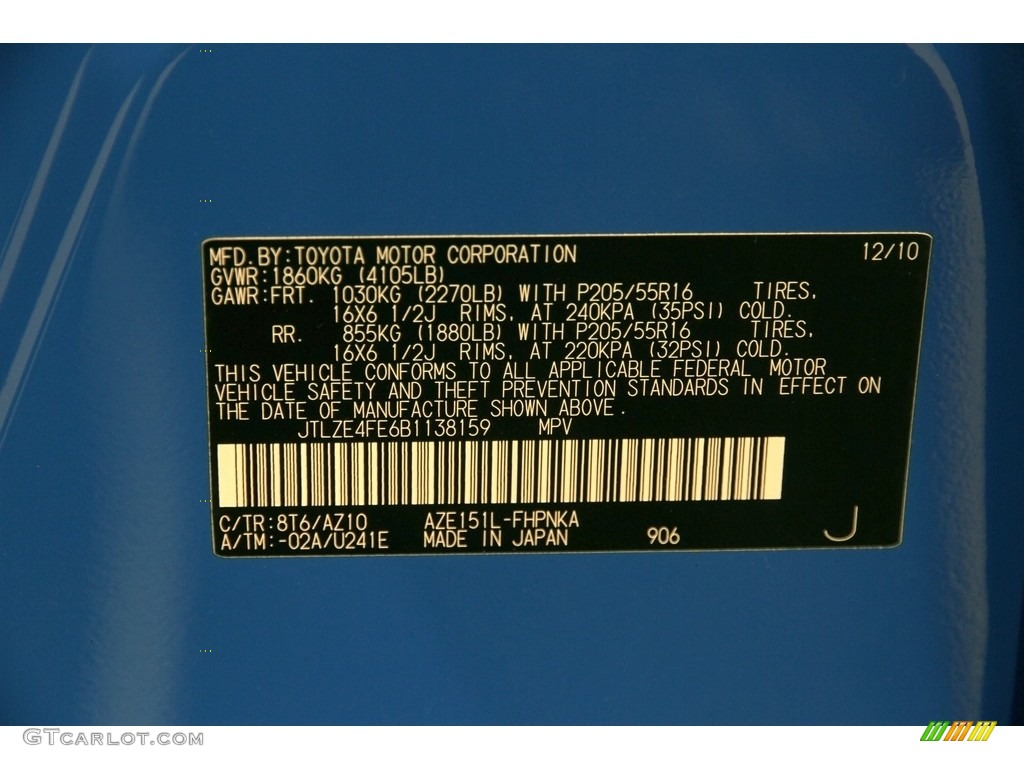 MFD.BY:TOYOTA MOTOR CORPORATION 12/10
GVWR:1860KG (4105LB)
GAWR:FRT. 1030KG (2270LB) WITH P205/55R16 TIRES,
16X6 1/2J RIMS, AT 240KPA (35PSI) COLD.
RR. 855KG (1880LB) WITH P205/55R16 TIRES,
16X6 1/2J RIMS, AT 220KPA (32PSI) COLD.
THIS VEHICLE CONFORMS TO ALL APPLICABLE FEDERAL MOTOR
VEHICLE SAFETY AND THEFT PREVENTION STANDARDS IN EFFECT ON
THE DATE OF MANUFACTURE SHOWN ABOVE.
JTLZE4FE6B1138159 MPV
C/TR:8T6/AZ10 AZE151L-FHPNKA
A/TM:-02A/U241E MADE IN JAPAN 906 J
GTCARLOT.COM